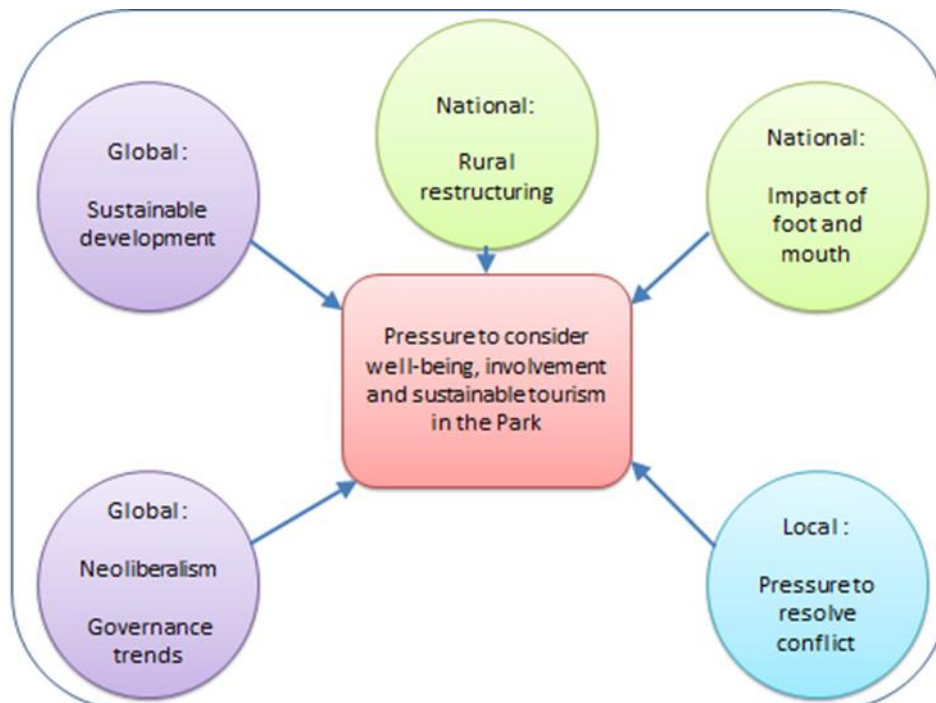 Global:
Sustainable
development
National:
Rural
restructuring
National:
Impact of
foot and
mouth
Pressure to consider
well-being, involvement
and sustainable tourism
in the Park
Global:
Neoliberalism
Governance
trends
Local:
Pressure to
resolve
conflict